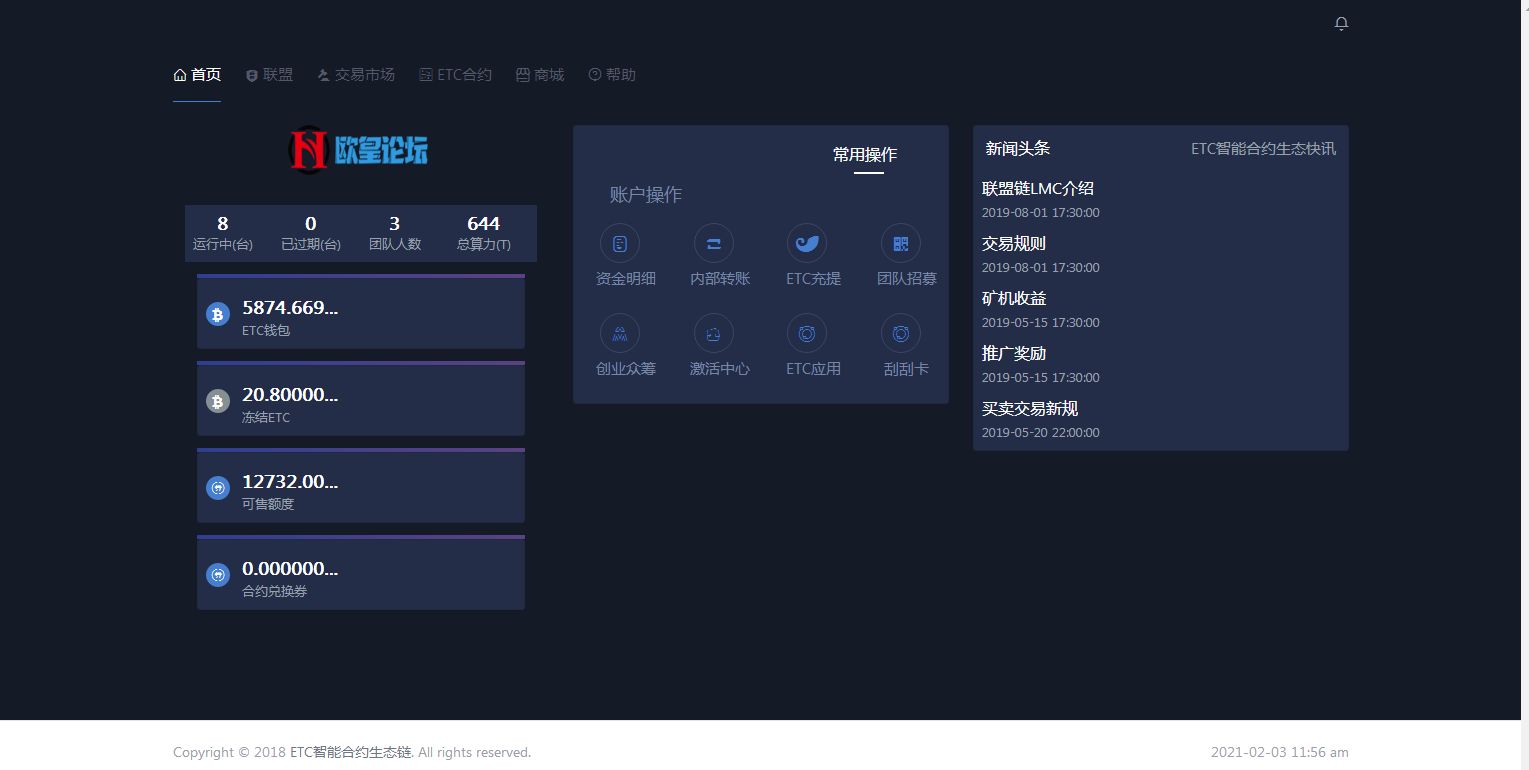 首页 联盟 交易市场 ETC合约 商城 帮助
欧皇论坛
8 0 3 644
运行中(台) 已过期(台) 团队人数 总算力(T)
5874.669...
ETC钱包
20.80000...
冻结ETC
12732.00...
可售额度
0.000000...
合约兑换券
常用操作
账户操作
资金明细 内部转账 ETC充提 团队招募
创业众筹 激活中心 ETC应用 刮刮卡
新闻头条 ETC智能合约生态快讯
联盟链LMC介绍
2019-08-01 17:30:00
交易规则
2019-08-01 17:30:00
矿机收益
2019-05-15 17:30:00
推广奖励
2019-05-15 17:30:00
买卖交易新规
2019-05-20 22:00:00
Copyright © 2018 ETC智能合约生态链. All rights reserved. 2021-02-03 11:56 am